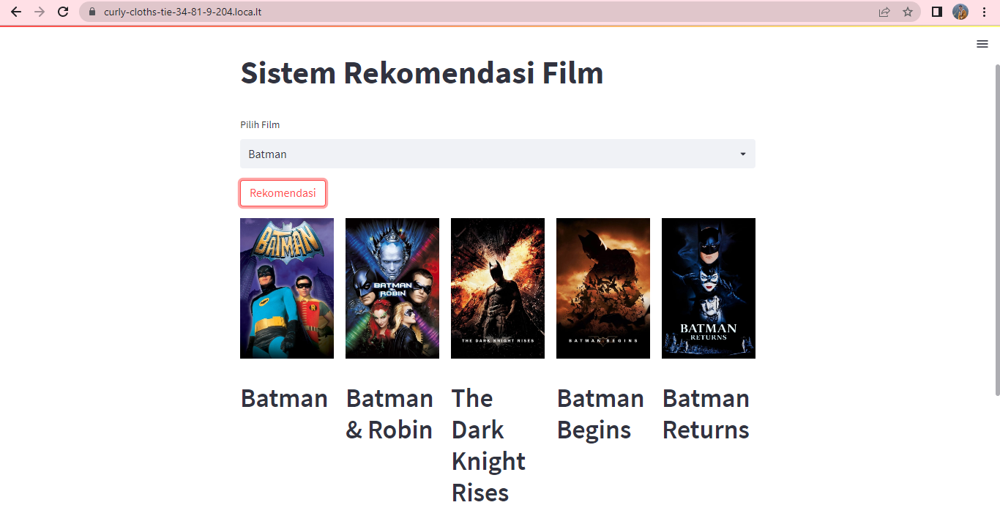 curly-cloths-tie-34-81-9-204.loca.lt
Sistem Rekomendasi Film
Pilih Film
Batman
Rekomendasi
BATMAN
BATMAN
& ROBIN
THE DARK KNIGHT RISES
BATMAN BEGINS
BATMAN
RETURNS
Batman
Batman
& Robin
The
Dark
Knight
Rises
Batman
Begins
Batman
Returns